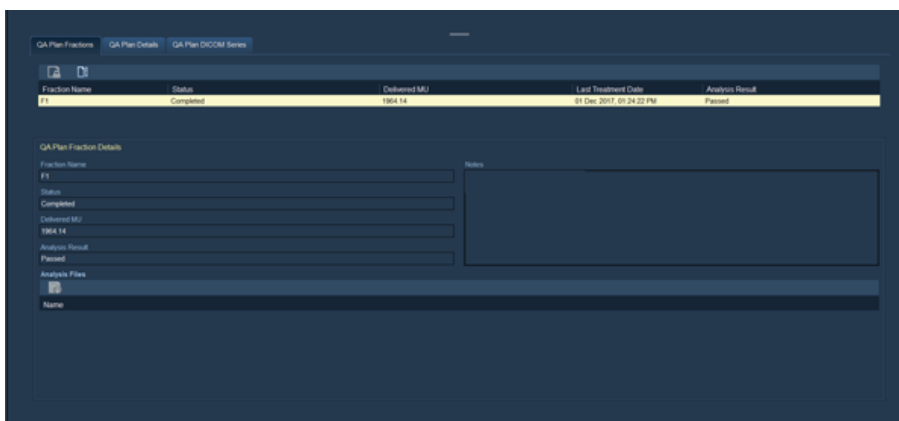 QA Plan Fractions QA Plan Details QA Plan DICOM Series
Fraction Name Status Delivered MU Last Treatment Date Analysis Result
F1 Completed 1964.14 01 Dec 2017, 01:24:22 PM Passed
QA Plan Fraction Details
Fraction Name Notes
F1
Status
Completed
Delivered MU
1964.14
Analysis Result
Passed
Analysis Files
Name